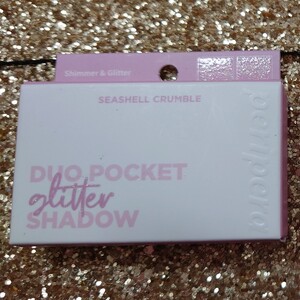 Shimmer & Glitter
SEASHELL CRUMBLE
peripera
DUO POCKET
glitter
SHADOW